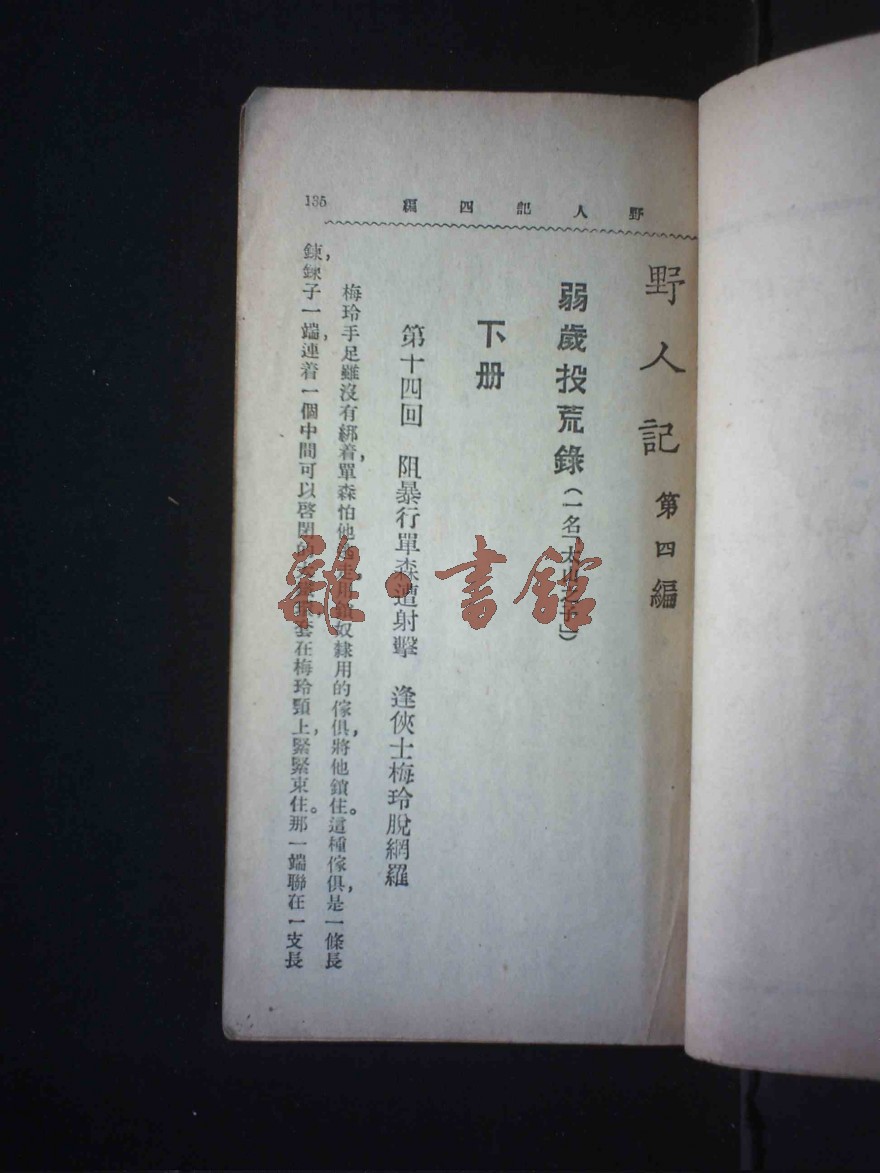 野人記四編
135
野人記 第四編
弱歲投荒錄(一名「太山之子」)
下册
第十四回 阻暴行單森遭射擊 逢俠士梅玲脫網羅
梅玲手足雖沒有綁着,單森怕他 奴隸用的傢俱,將他鎖住。這種傢俱,是一條長
鍊,鍊子一端,連着一個中間可以啓閉的 套在梅玲頸上,緊緊束住。那一端聯在一支長
雜·書館